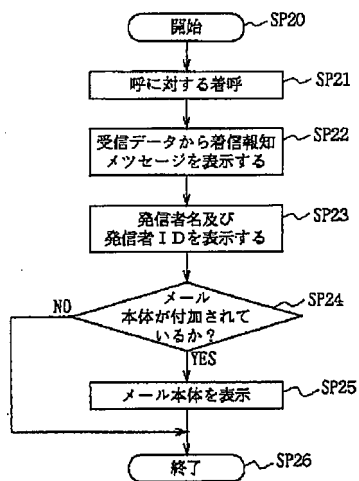 開始
SP20
呼に対する着呼
SP21
受信データから着信報知
メツセージを表示する
SP22
発信者名及び
発信者IDを表示する
SP23
メール
本体が付加されて
いるか？
SP24
NO
YES
メール本体を表示
SP25
終了
SP26